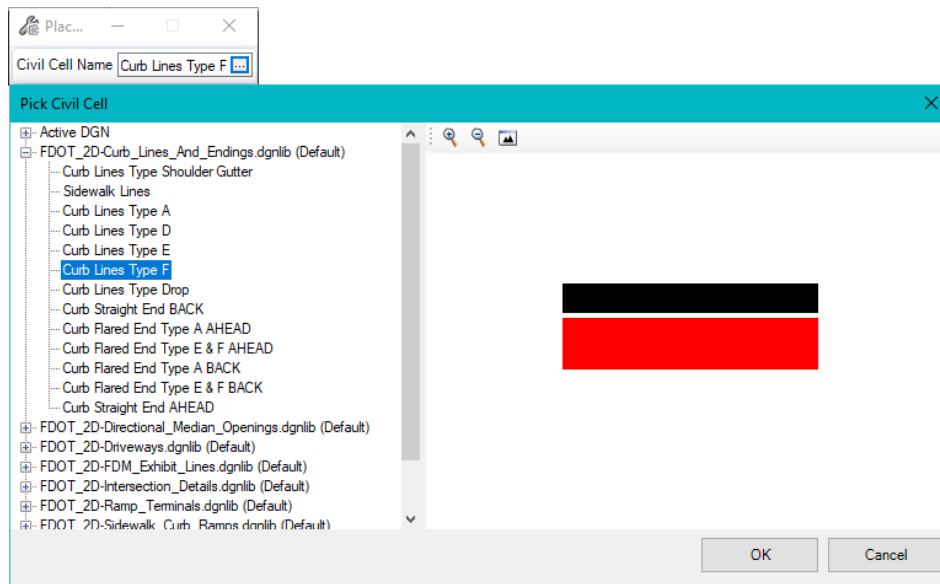 Plac...
Civil Cell Name Curb Lines Type F ...
Pick Civil Cell
Active DGN
FDOT_2D-Curb_Lines_And_Endings.dgnlib (Default)
Curb Lines Type Shoulder Gutter
Sidewalk Lines
Curb Lines Type A
Curb Lines Type D
Curb Lines Type E
Curb Lines Type F
Curb Lines Type Drop
Curb Straight End BACK
Curb Flared End Type A AHEAD
Curb Flared End Type E & F AHEAD
Curb Flared End Type A BACK
Curb Flared End Type E & F BACK
Curb Straight End AHEAD
FDOT_2D-Directional_Median_Openings.dgnlib (Default)
FDOT_2D-Driveways.dgnlib (Default)
FDOT_2D-FDM_Exhibit_Lines.dgnlib (Default)
FDOT_2D-Intersection_Details.dgnlib (Default)
FDOT_2D-Ramp_Terminals.dgnlib (Default)
FDOT_2D-Sidewalk_Curb_Ramps.dgnlib (Default)
OK Cancel